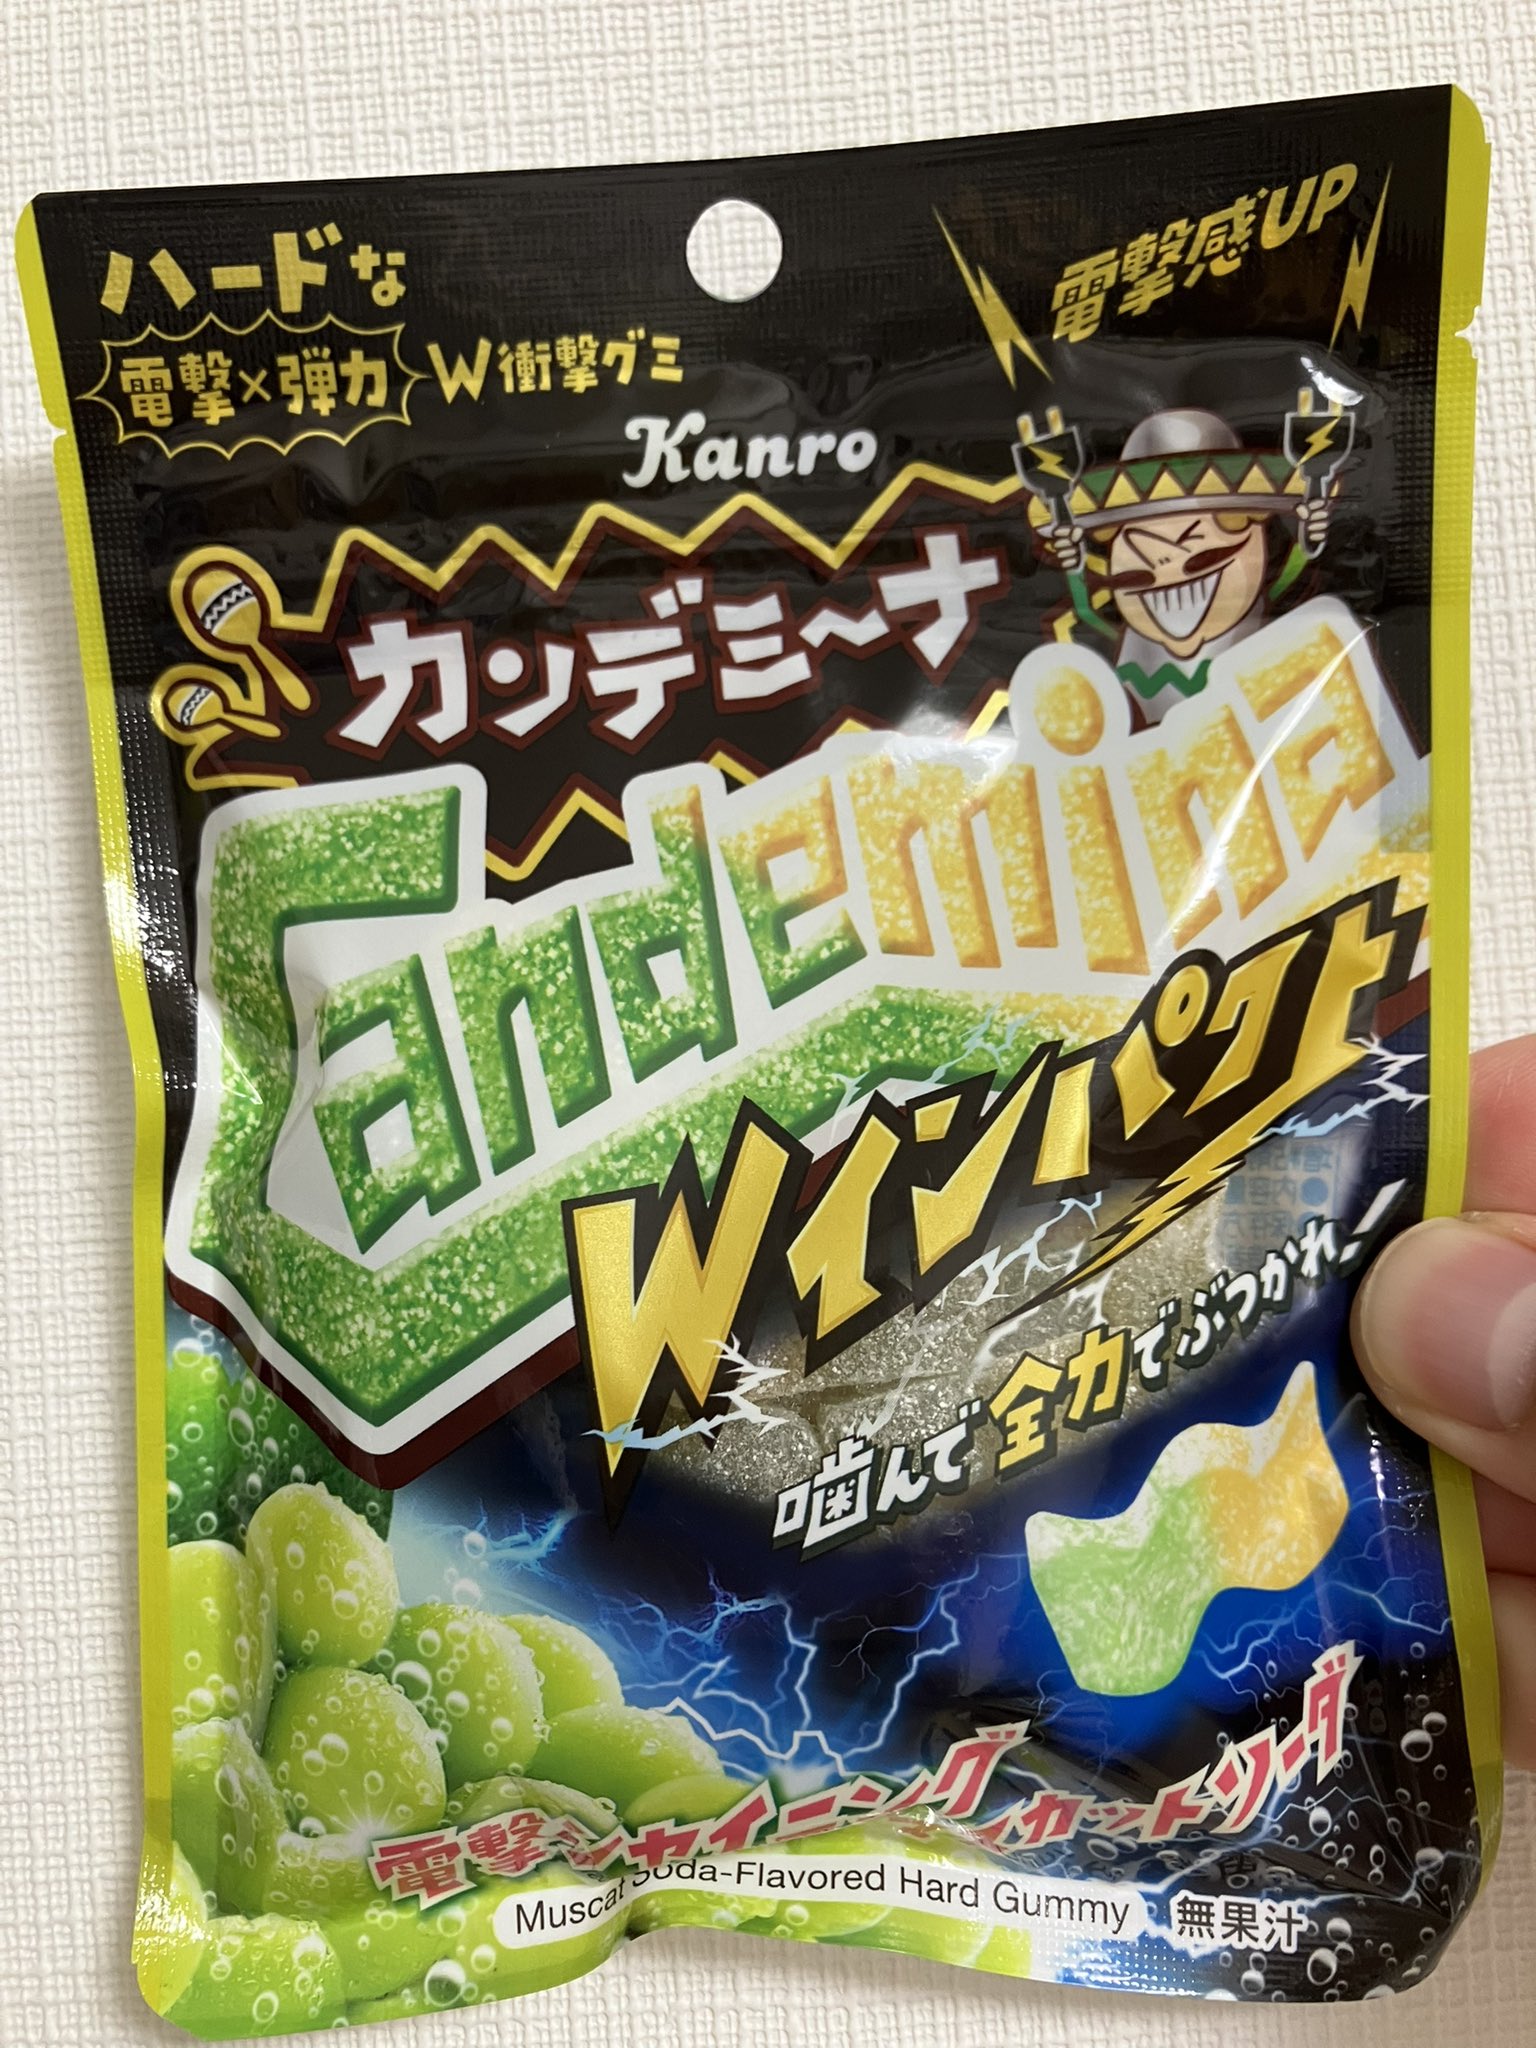 ハードな
電撃×弾力 W衝撃グミ
電撃感UP
Kanro
カンデミ〜ナ
Candemina
Wインパクト
噛んで全力でぶつかれ!
電撃シャイニング
カットソーダ
Muscat Soda-Flavored Hard Gummy
無果汁